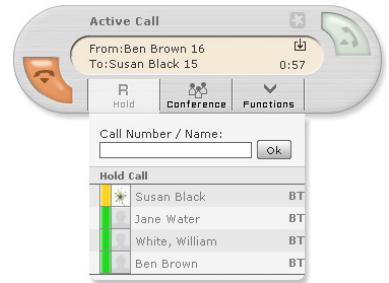 Active Call
From:Ben Brown 16
To:Susan Black 15 0:57
R
Hold Conference Functions
Call Number / Name:
Ok
Hold Call
Susan Black BT
Jane Water BT
White, William BT
Ben Brown BT